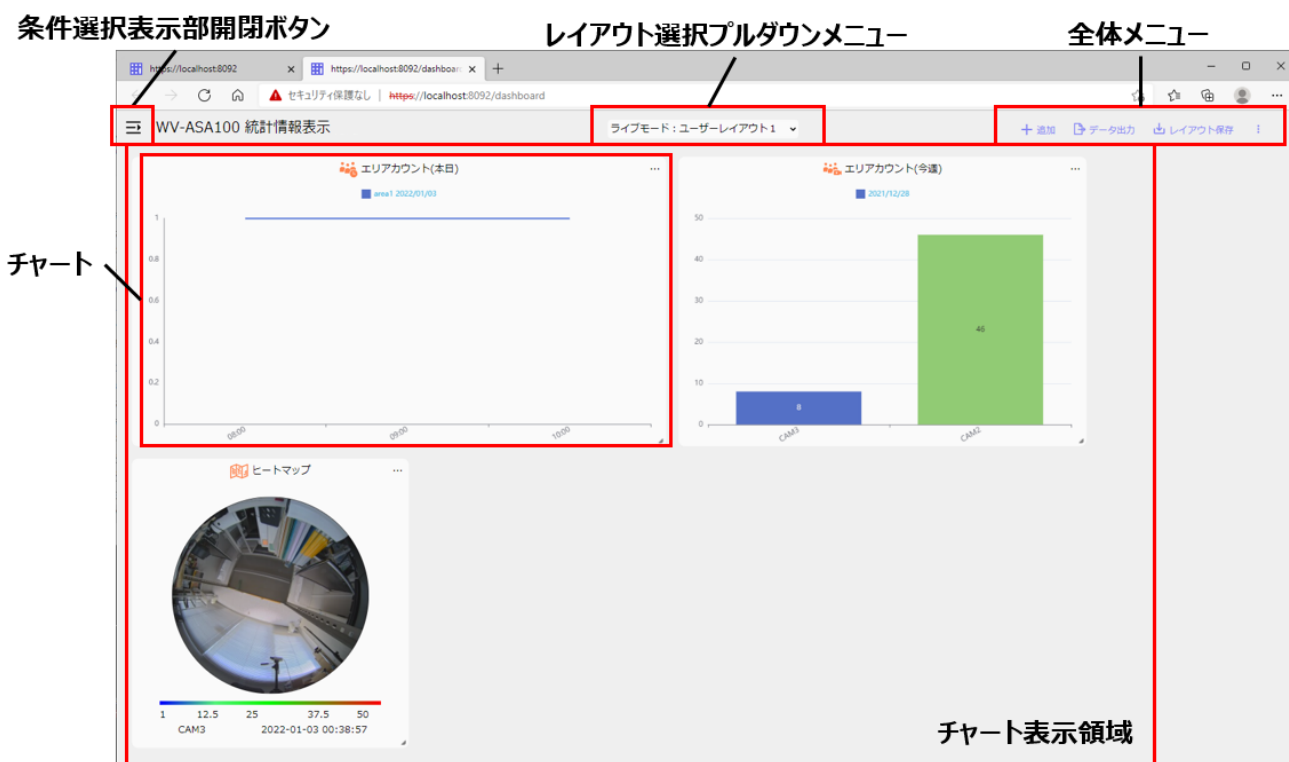 条件選択表示部開閉ボタン
レイアウト選択プルダウンメニュー
全体メニュー
https://localhost:8092
https://localhost:8092/dashboar
セキュリティ保護なし | https://localhost:8092/dashboard
WV-ASA100 統計情報表示
ライブモード：ユーザーレイアウト1
追加
データ出力
レイアウト保存
チャート
エリアカウント(本日)
area1 2022/01/03
1
0.8
0.6
0.4
0.2
0
08:00
09:00
10:00
エリアカウント(今週)
2021/12/28
50
40
30
20
10
0
8
46
CAM3
CAM2
ヒートマップ
1 12.5 25 37.5 50
CAM3 2022-01-03 00:38:57
チャート表示領域